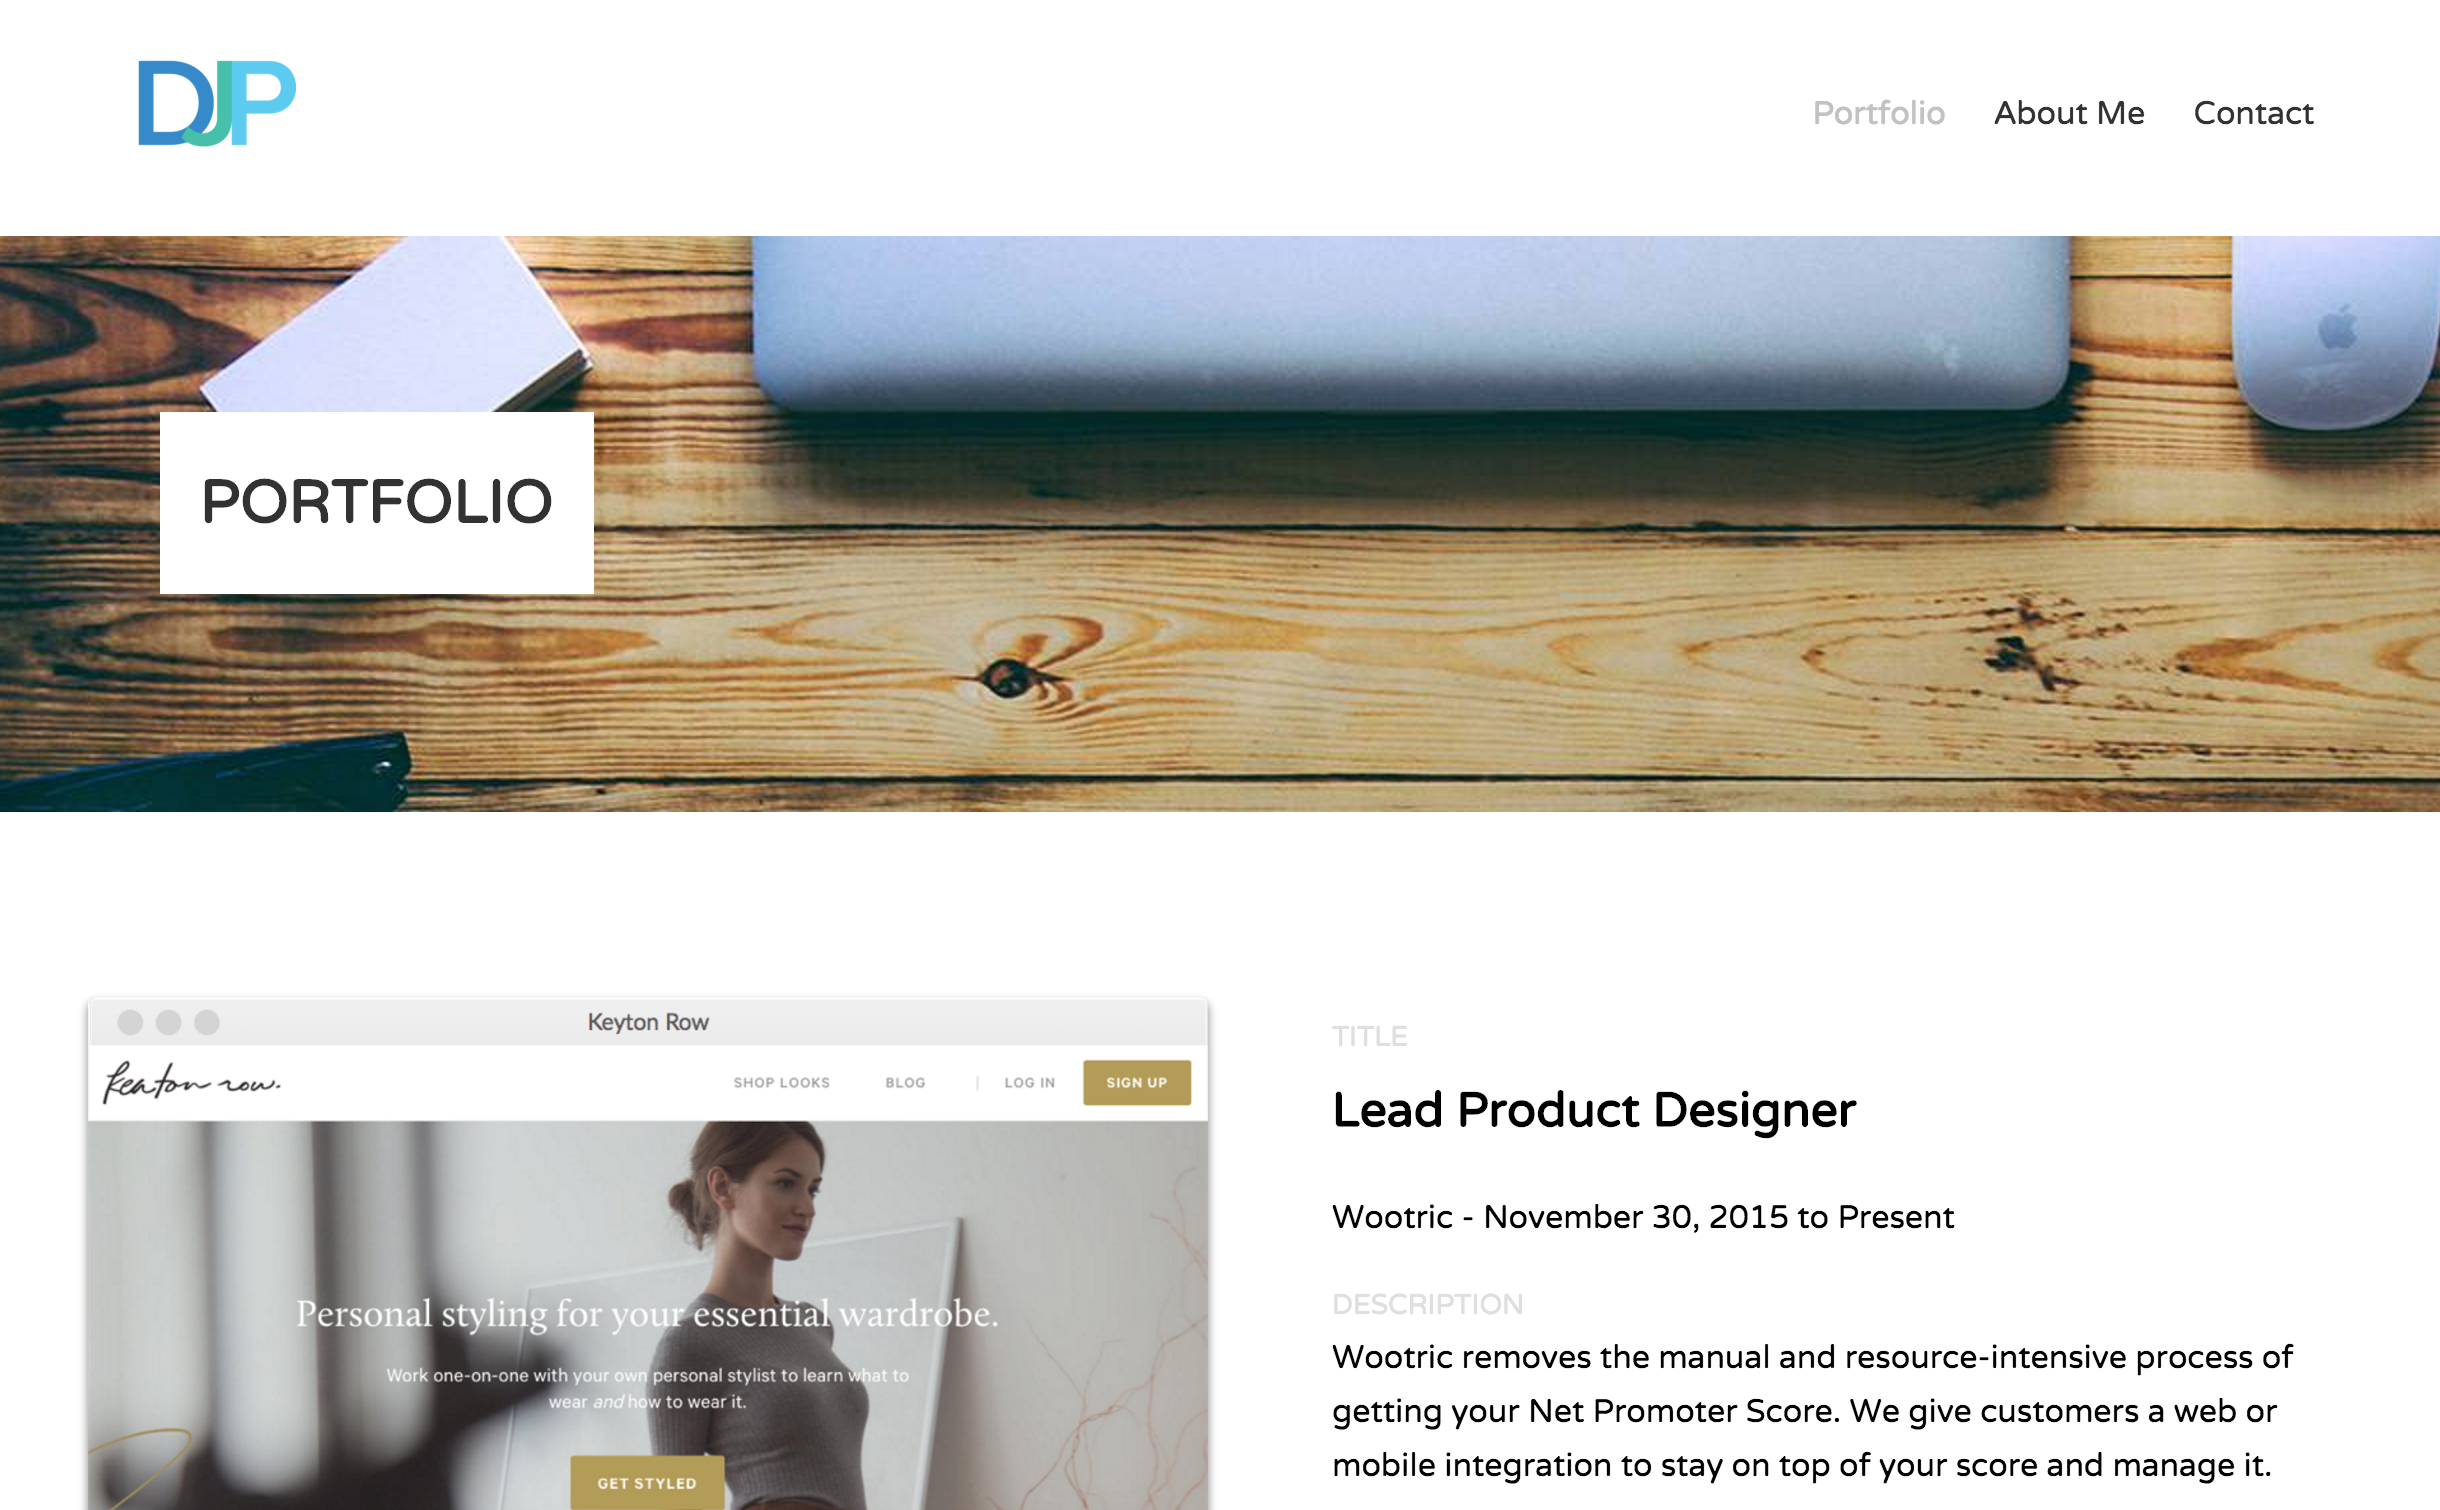 DJP
Portfolio
About Me
Contact
PORTFOLIO
Keyton Row
keaton row.
SHOP LOOKS
BLOG
LOG IN
SIGN UP
Personal styling for your essential wardrobe.
Work one-on-one with your own personal stylist to learn what to
wear and how to wear it.
GET STYLED
TITLE
Lead Product Designer
Wootric - November 30, 2015 to Present
DESCRIPTION
Wootric removes the manual and resource-intensive process of
getting your Net Promoter Score. We give customers a web or
mobile integration to stay on top of your score and manage it.